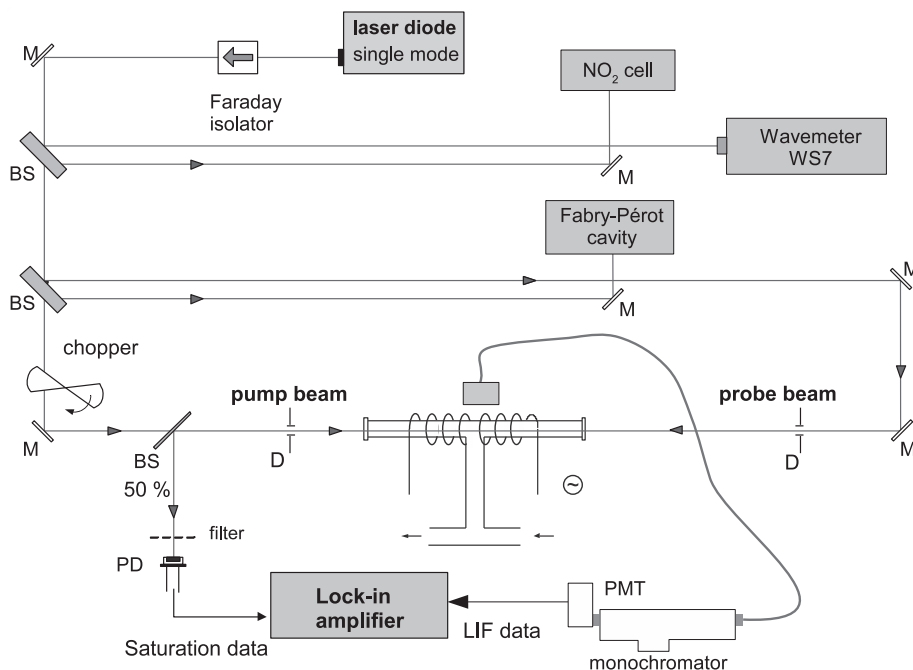 laser diode
single mode
M
Faraday
isolator
NO2 cell
Wavemeter
WS7
BS
M
Fabry-Pérot
cavity
M
BS
M
chopper
pump beam
probe beam
M
BS
D
D
M
50 %
~
filter
PD
PMT
Lock-in
amplifier
LIF data
Saturation data
monochromator